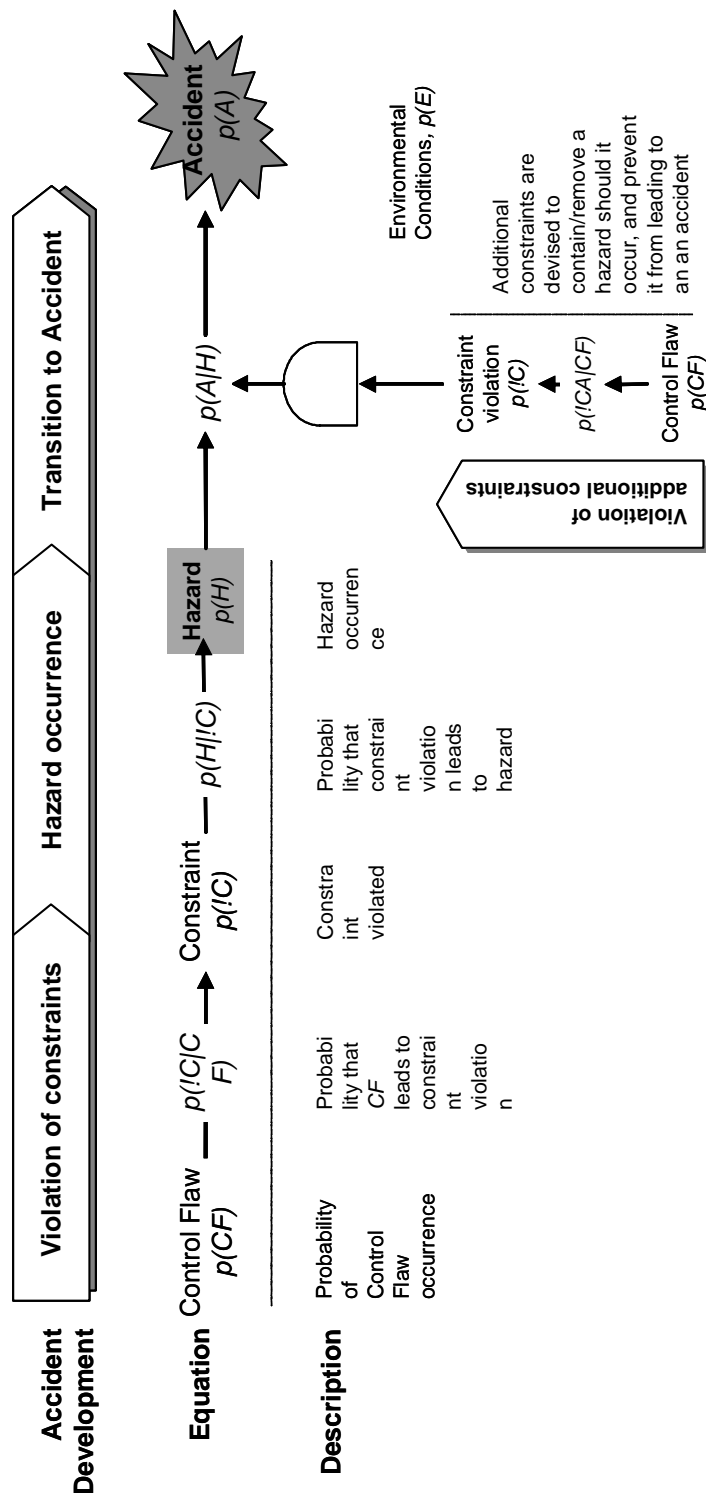 Accident
Development
Violation of constraints
Hazard occurrence
Transition to Accident
Equation
Control Flaw
p(CF)
p(!C|C
F)
Constraint
p(!C)
p(H|!C)
Hazard
p(H)
p(A|H)
Accident
p(A)
Description
Probability
of
Control
Flaw
occurrence
Probabi
lity that
CF
leads to
constrai
nt
violatio
n
Constra
int
violated
Probabi
lity that
constrai
nt
violatio
n leads
to
hazard
Hazard
occurren
ce
Violation of
additional constraints
Constraint
violation
p(!C)
p(!CA|CF)
Control Flaw
p(CF)
Environmental
Conditions, p(E)
Additional
constraints are
devised to
contain/remove a
hazard should it
occur, and prevent
it from leading to
an an accident